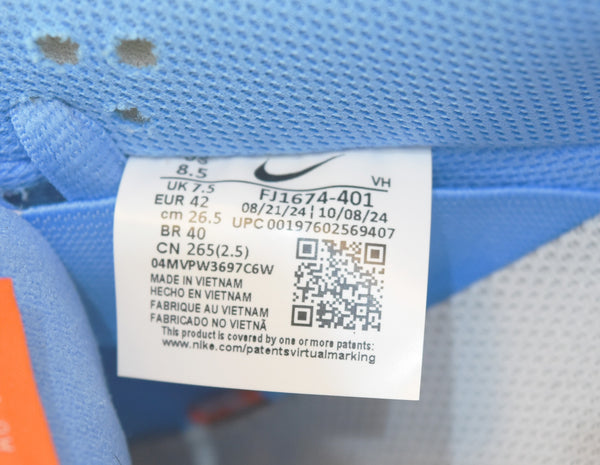 US
8.5
VH
UK 7.5
FJ1674-401
EUR 42
08/21/24 | 10/08/24
cm 26.5
UPC 00197602569407
BR 40
CN 265(2.5)
04MVPW3697C6W
MADE IN VIETNAM
HECHO EN VIETNAM
FABRIQUE AU VIETNAM
FABRICADO NO VIETNÃ
This product is covered by one or more patents:
www.nike.com/patentsvirtualmarking